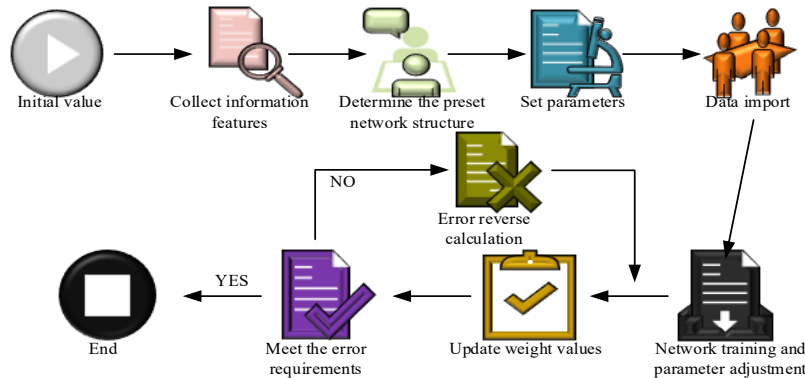 Initial value
Collect information
features
Determine the preset
network structure
Set parameters
Data import
NO
Error reverse
calculation
YES
End
Meet the error
requirements
Update weight values
Network training and
parameter adjustment